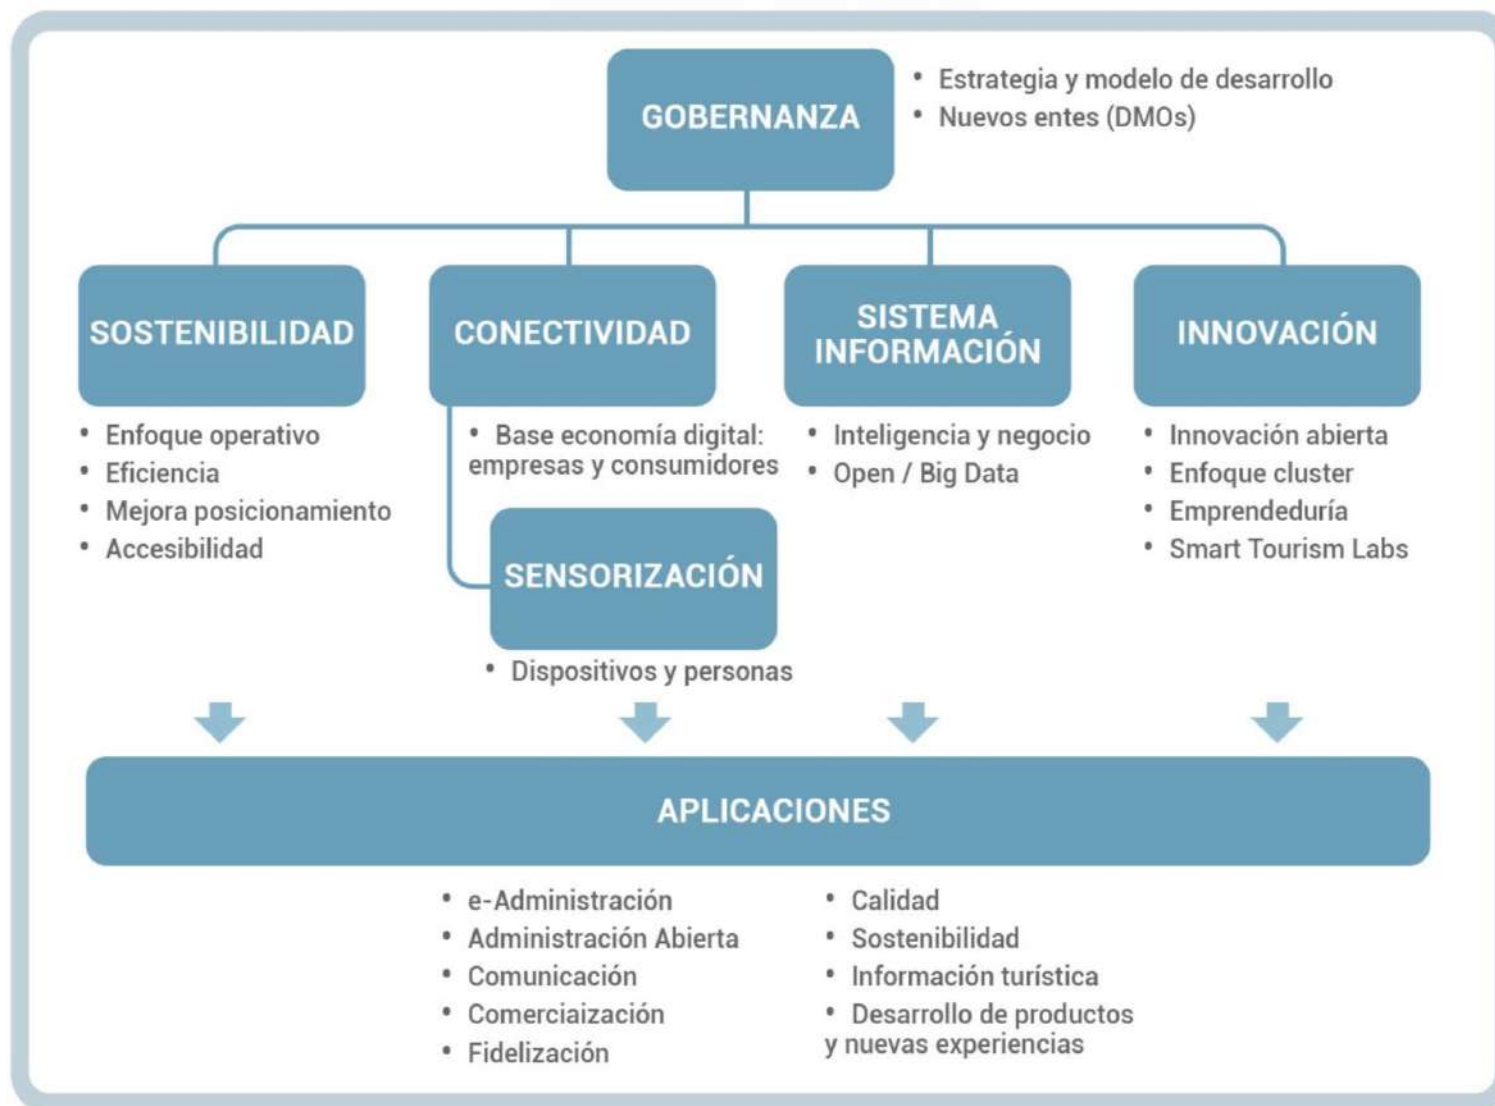 GOBERNANZA
• Estrategia y modelo de desarrollo
• Nuevos entes (DMOs)
SOSTENIBILIDAD
• Enfoque operativo
• Eficiencia
• Mejora posicionamiento
• Accesibilidad
CONECTIVIDAD
• Base economía digital:
empresas y consumidores
SENSORIZACIÓN
• Dispositivos y personas
SISTEMA
INFORMACIÓN
• Inteligencia y negocio
• Open / Big Data
INNOVACIÓN
• Innovación abierta
• Enfoque cluster
• Emprendeduría
• Smart Tourism Labs
APLICACIONES
• e-Administración
• Administración Abierta
• Comunicación
• Comerciaización
• Fidelización
• Calidad
• Sostenibilidad
• Información turística
• Desarrollo de productos
y nuevas experiencias